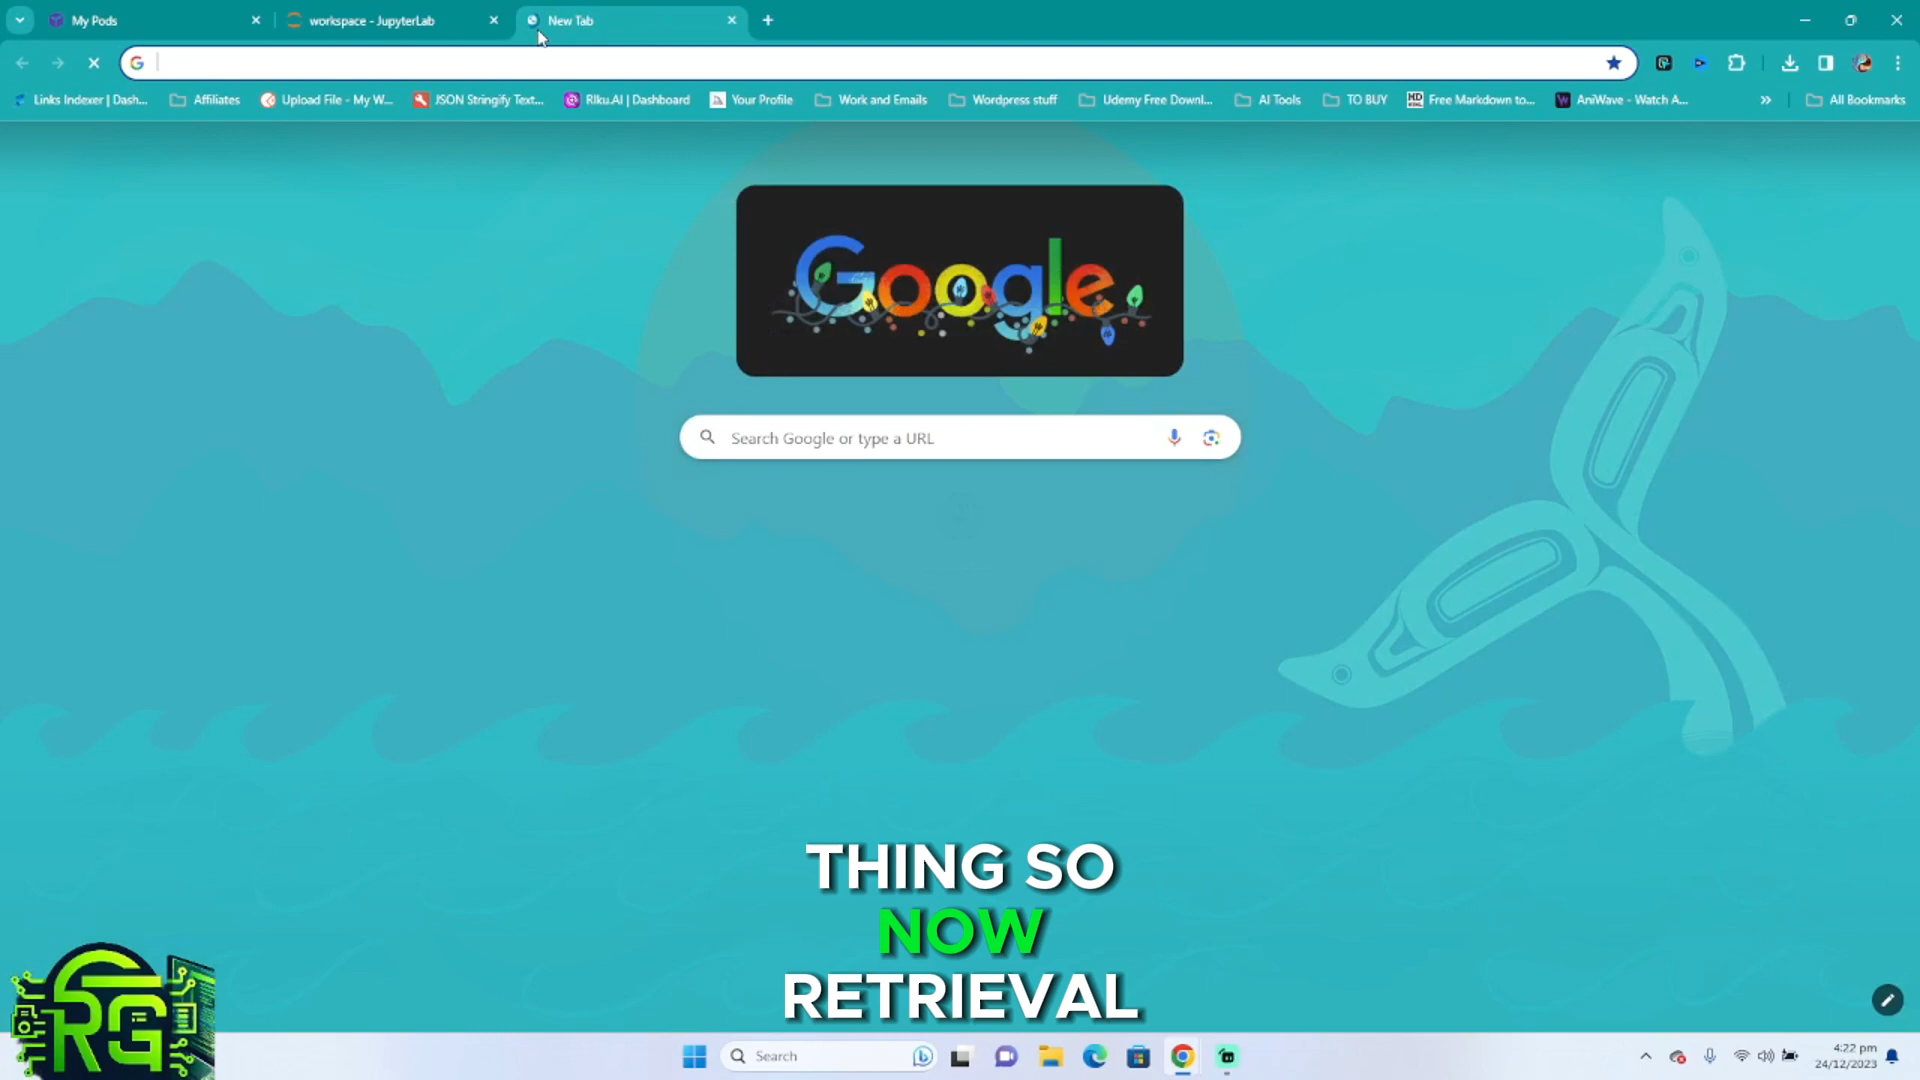 My Pods
workspace - JupyterLab
New Tab
Links Indexer | Dash...
Affiliates
Upload File - My W...
JSON Stringify Text...
Riku.AI | Dashboard
Your Profile
Work and Emails
Wordpress stuff
Udemy Free Downl...
AI Tools
TO BUY
Free Markdown to...
AniWave - Watch A...
All Bookmarks
Google
Search Google or type a URL
THING SO
NOW
RETRIEVAL
RG
Search
4:22 pm
24/12/2023